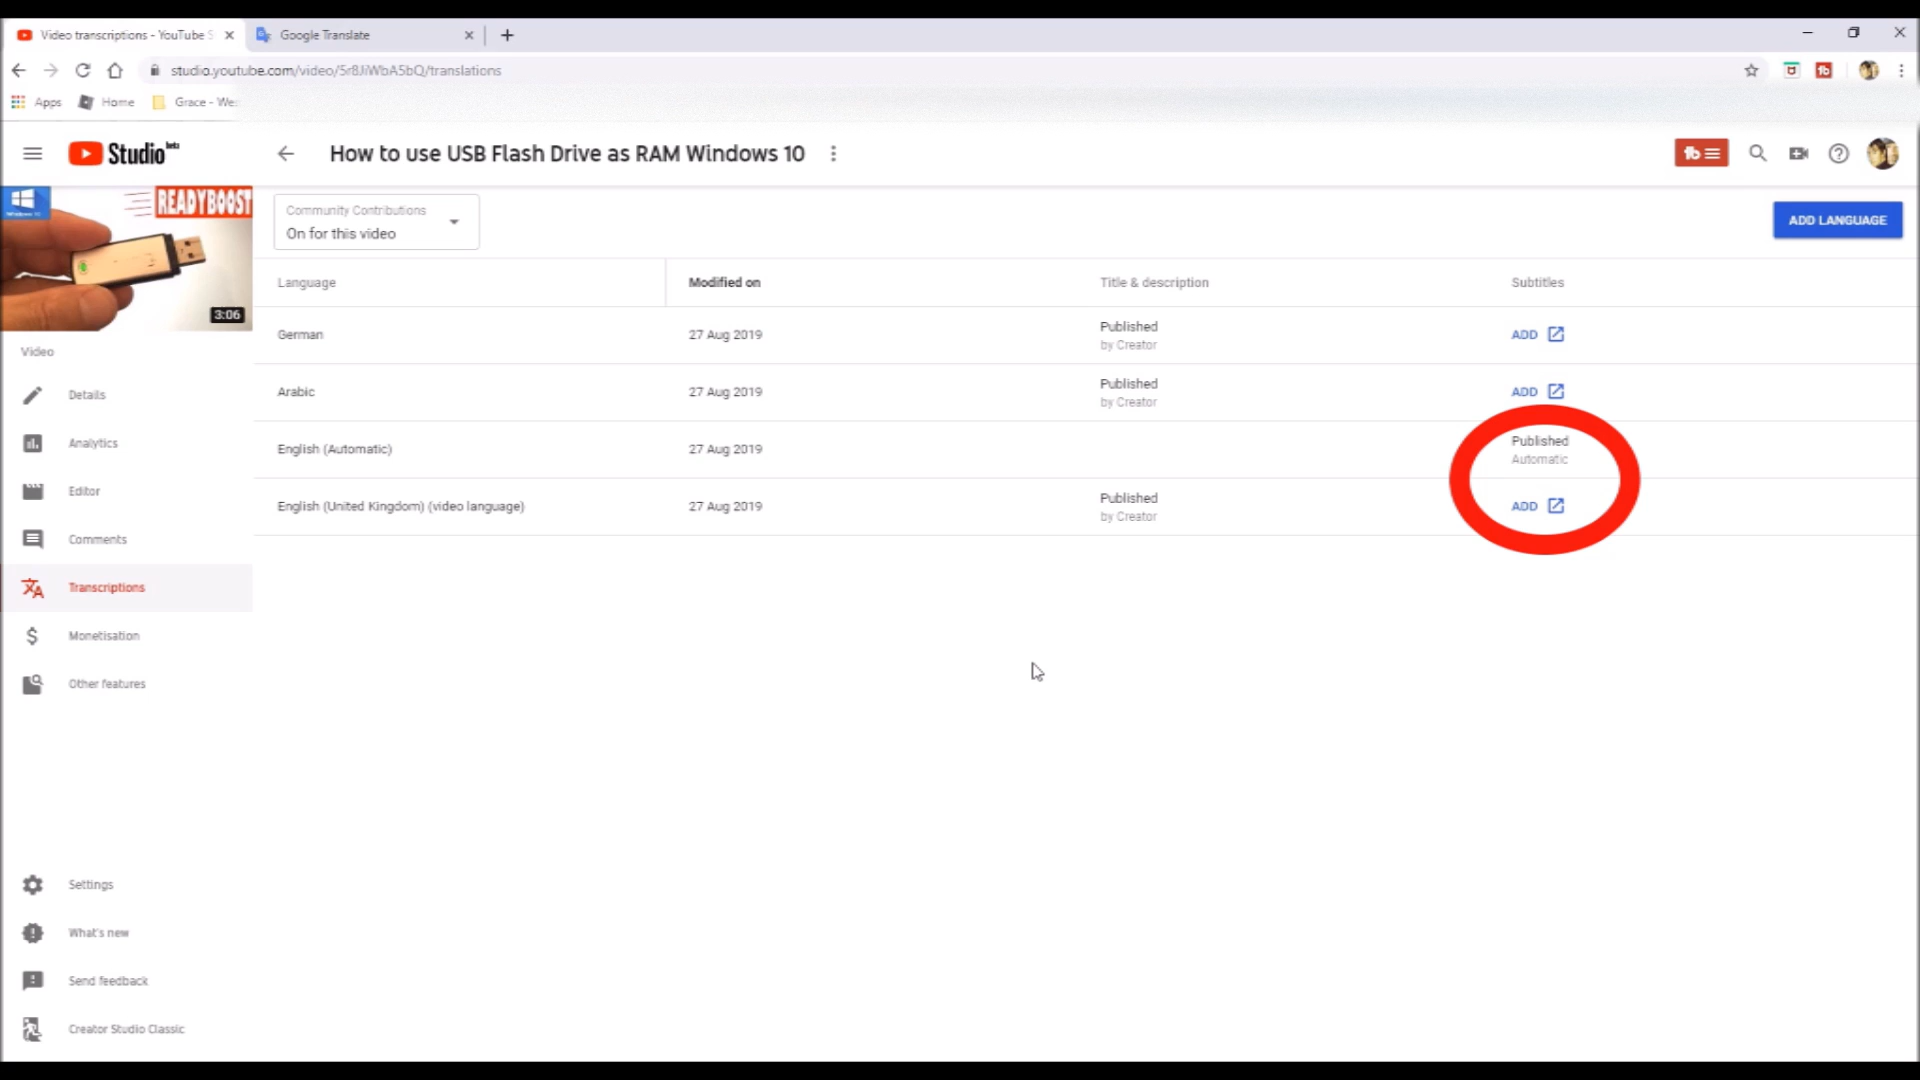 Video transcriptions - YouTube S
Google Translate
studio.youtube.com/video/5r8JiWbA5bQ/translations
Apps
Home
Grace - We
Studio beta
How to use USB Flash Drive as RAM Windows 10
READYBOOST
3:06
Community Contributions
On for this video
ADD LANGUAGE
Language Modified on Title & description Subtitles
German 27 Aug 2019 Published ADD
by Creator
Arabic 27 Aug 2019 Published ADD
by Creator
English (Automatic) 27 Aug 2019 Published
Automatic
English (United Kingdom) (video language) 27 Aug 2019 Published ADD
by Creator
Video
Details
Analytics
Editor
Comments
Transcriptions
Monetisation
Other features
Settings
What's new
Send feedback
Creator Studio Classic